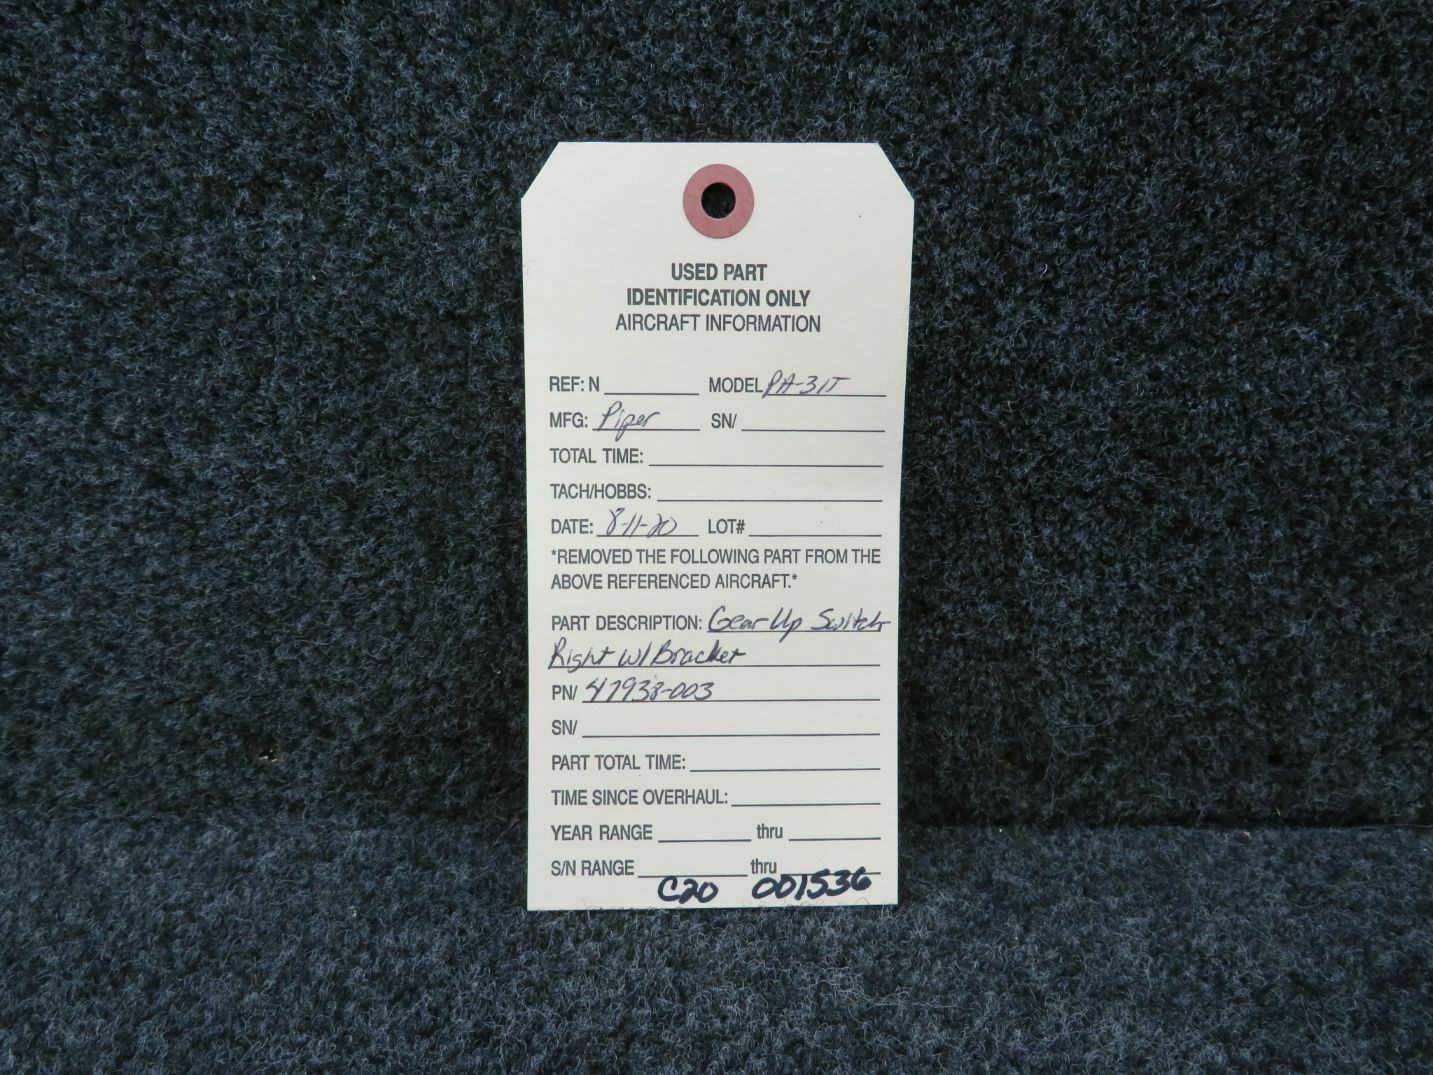 USED PART
IDENTIFICATION ONLY
AIRCRAFT INFORMATION
REF: N MODEL PA-31T
MFG: Piper SN/
TOTAL TIME:
TACH/HOBBS:
DATE: 8-11-20 LOT#
*REMOVED THE FOLLOWING PART FROM THE
ABOVE REFERENCED AIRCRAFT.*
PART DESCRIPTION: Gear Up Switch
Right w/ Bracket
PN/ 47938-003
SN/
PART TOTAL TIME:
TIME SINCE OVERHAUL:
YEAR RANGE thru
S/N RANGE thru
C20 001536